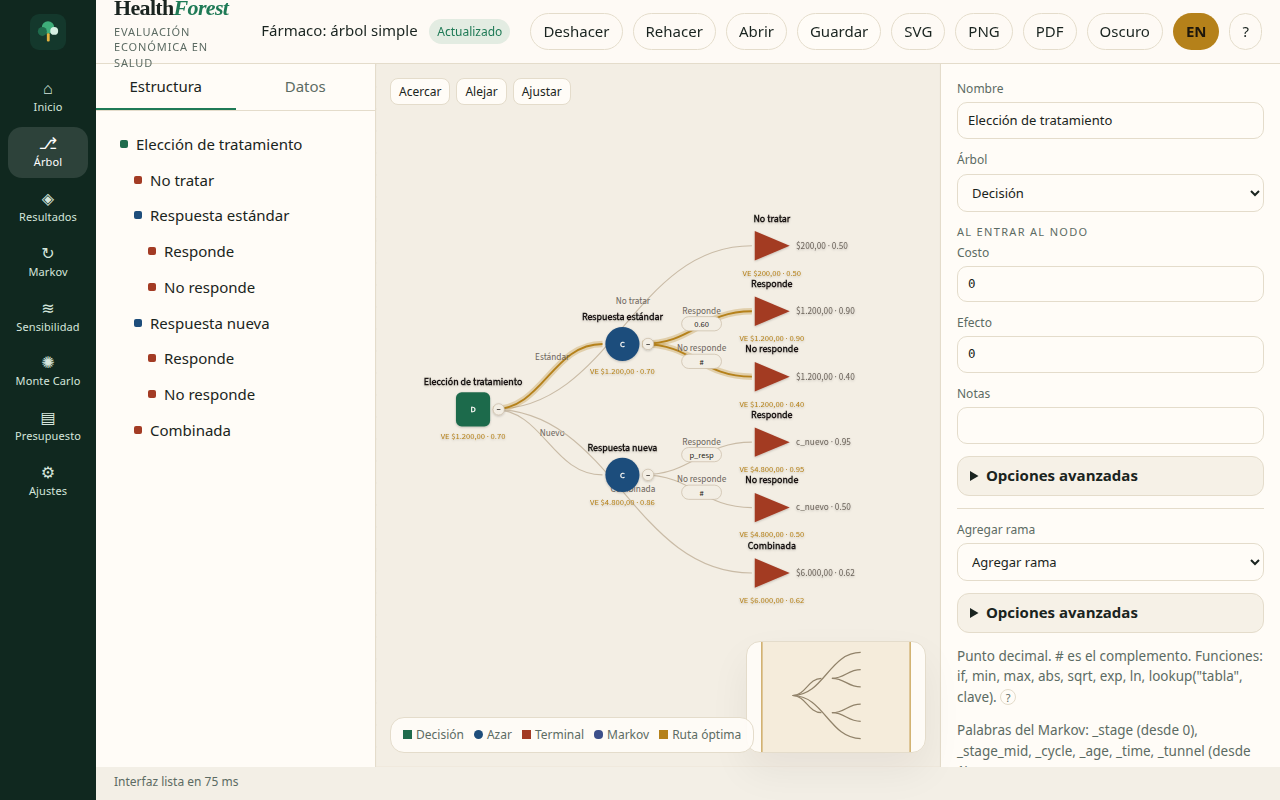 HealthForest
EVALUACIÓN
ECONÓMICA EN
SALUD
Fármaco: árbol simple
Actualizado
Deshacer
Rehacer
Abrir
Guardar
SVG
PNG
PDF
Oscuro
EN
?
Inicio
Árbol
Resultados
Markov
Sensibilidad
Monte Carlo
Presupuesto
Ajustes
Estructura
Datos
Elección de tratamiento
No tratar
Respuesta estándar
Responde
No responde
Respuesta nueva
Responde
No responde
Combinada
Acercar
Alejar
Ajustar
No tratar
$200,00 · 0.50
VE $200,00 · 0.50
No tratar
Responde
Respuesta estándar
Responde
C
0.60
$1.200,00 · 0.90
VE $1.200,00 · 0.90
No responde
Estándar
No responde
#
VE $1.200,00 · 0.70
$1.200,00 · 0.40
VE $1.200,00 · 0.40
Elección de tratamiento
D
VE $1.200,00 · 0.70
Responde
Nuevo
Respuesta nueva
Responde
C
p_resp
c_nuevo · 0.95
VE $4.800,00 · 0.95
No responde
No responde
#
VE $4.800,00 · 0.86
c_nuevo · 0.50
VE $4.800,00 · 0.50
Combinada
$6.000,00 · 0.62
VE $6.000,00 · 0.62
Decisión
Azar
Terminal
Markov
Ruta óptima
Nombre
Elección de tratamiento
Árbol
Decisión
AL ENTRAR AL NODO
Costo
0
Efecto
0
Notas
Opciones avanzadas
Agregar rama
Agregar rama
Opciones avanzadas
Punto decimal. # es el complemento. Funciones:
if, min, max, abs, sqrt, exp, ln, lookup("tabla",
clave). ?
Palabras del Markov: _stage (desde 0),
_stage_mid, _cycle, _age, _time, _tunnel (desde
Interfaz lista en 75 ms